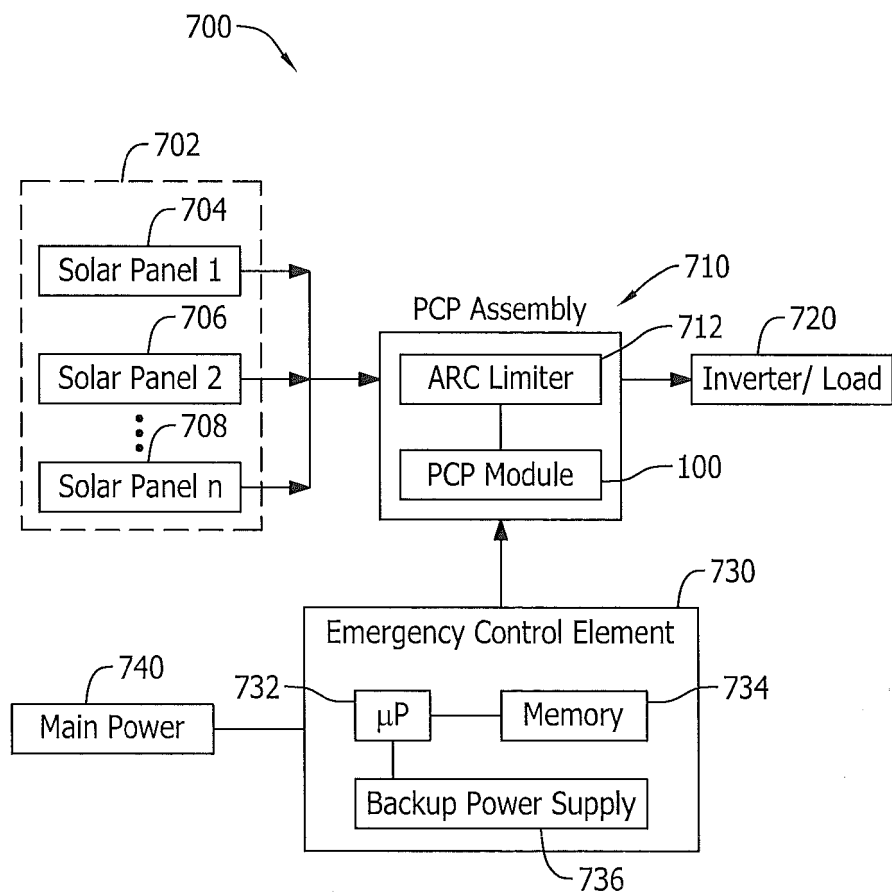 700
702
704
Solar Panel 1
706
Solar Panel 2
708
Solar Panel n
710
PCP Assembly
712
ARC Limiter
PCP Module
100
720
Inverter/ Load
730
Emergency Control Element
740
Main Power
732
μP
734
Memory
Backup Power Supply
736